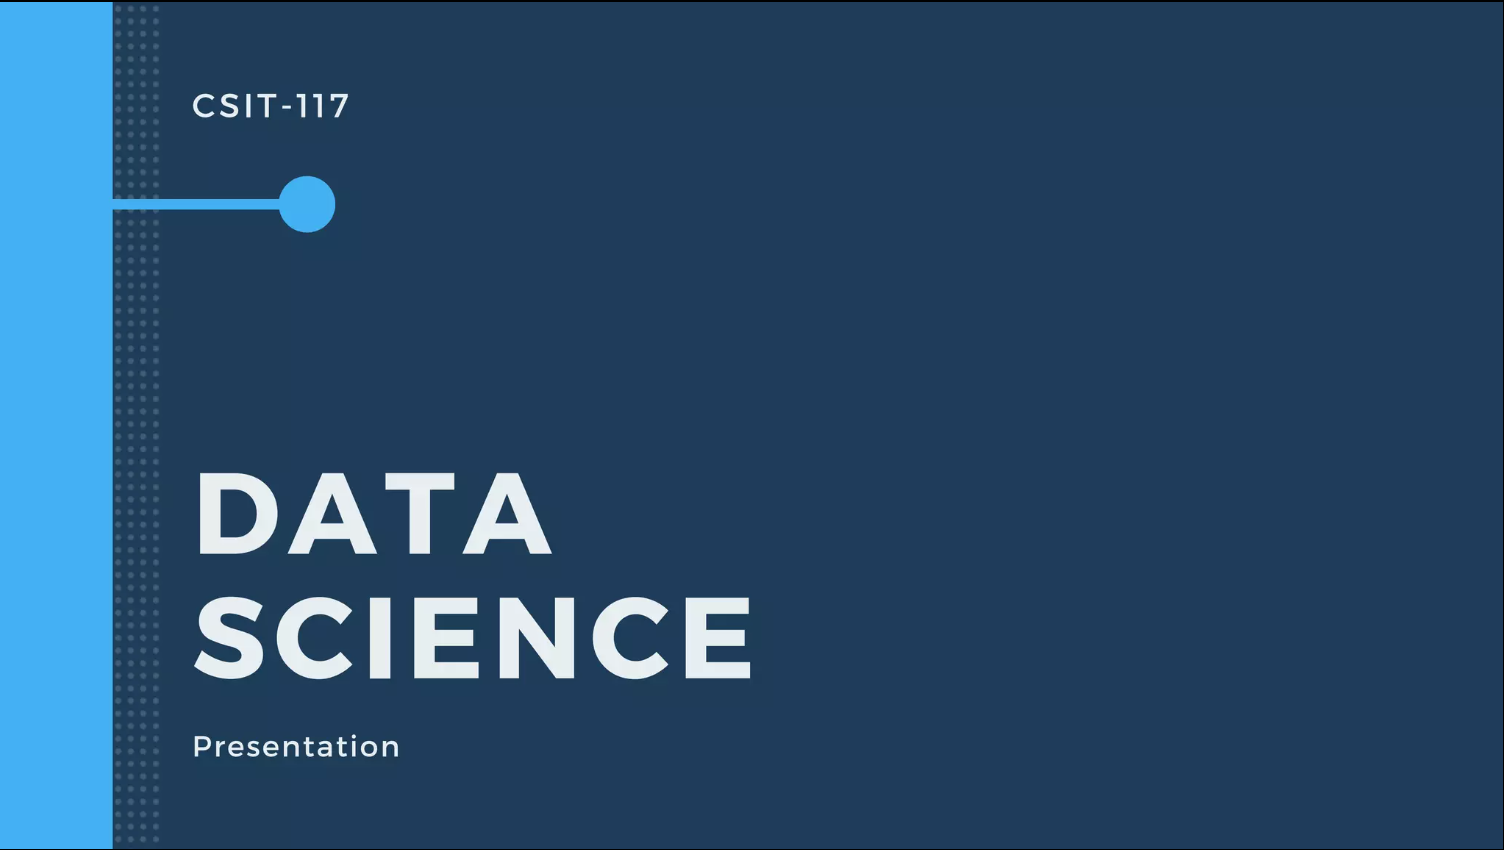 CSIT-117
DATA
SCIENCE
Presentation